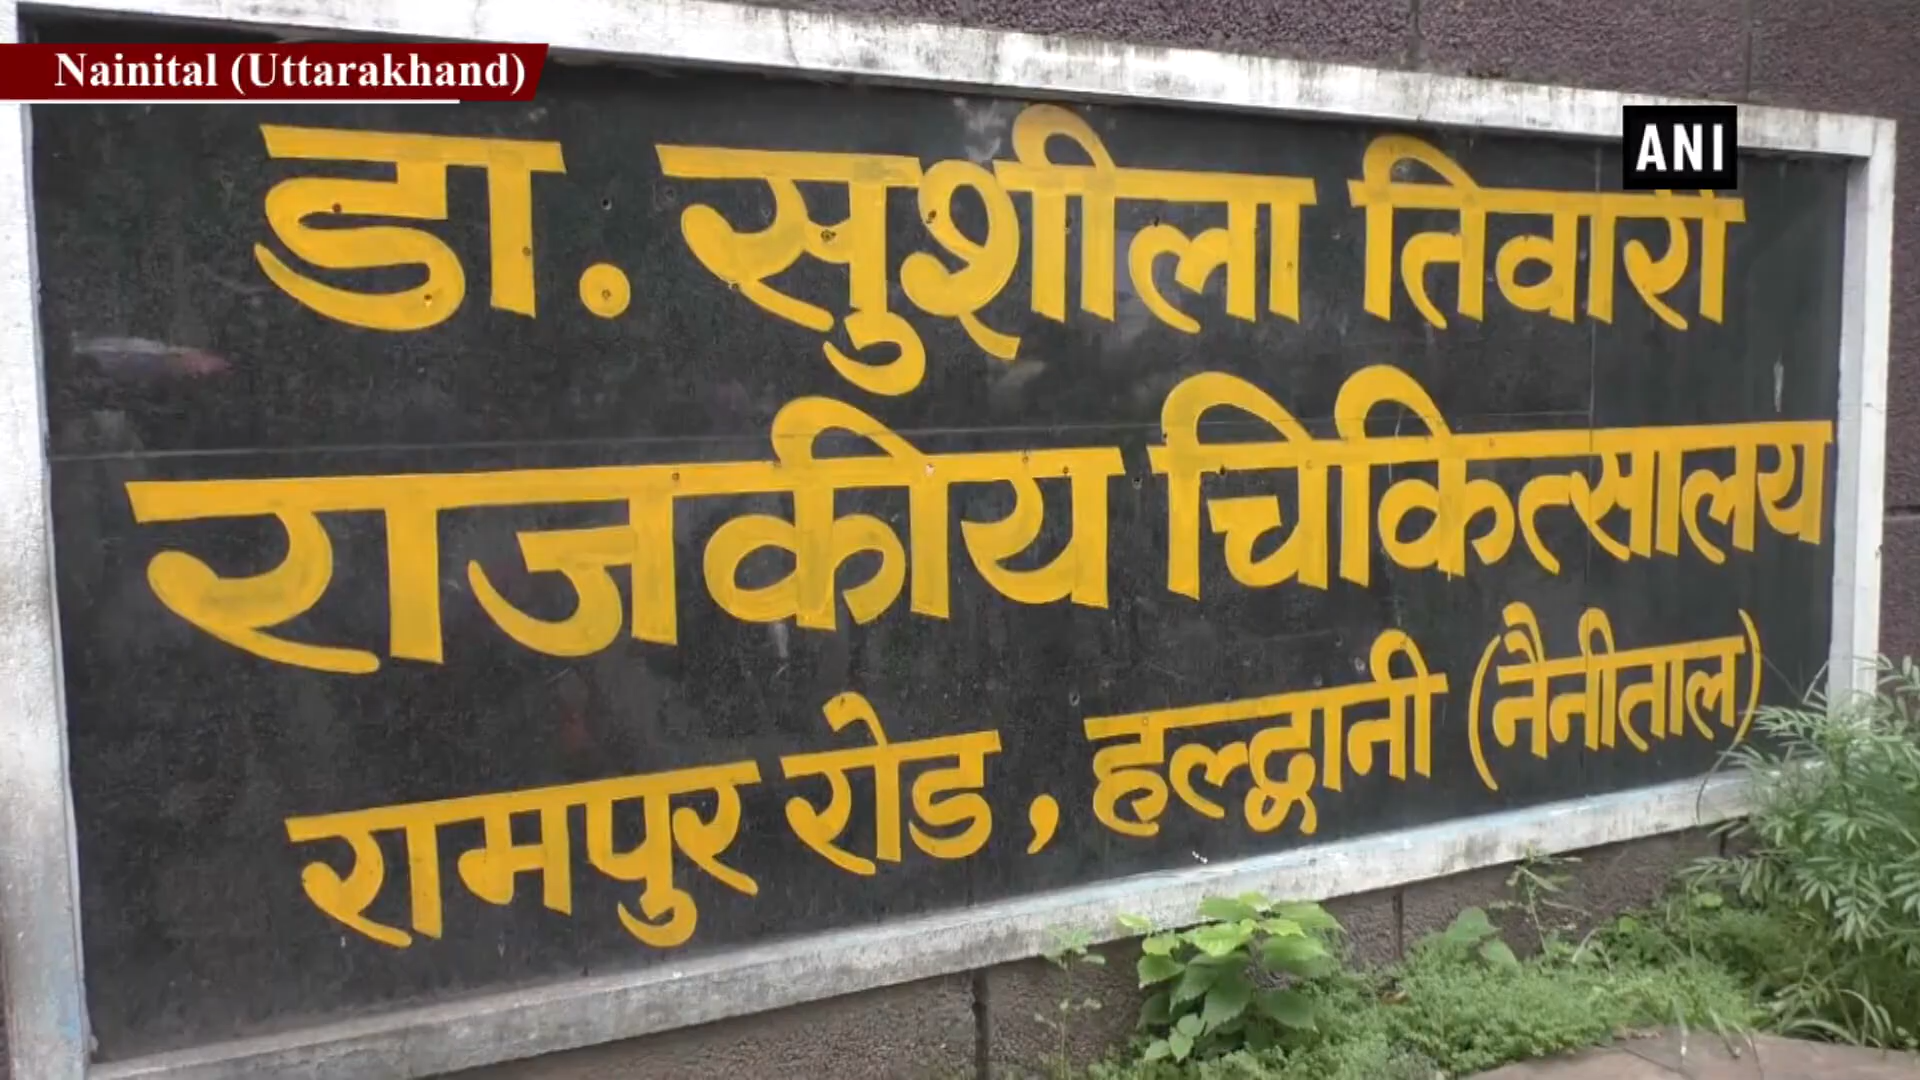 Nainital (Uttarakhand)
ANI
डा. सुशीला तिवारी
राजकीय चिकित्सालय
रामपुर रोड, हल्द्वानी (नैनीताल)